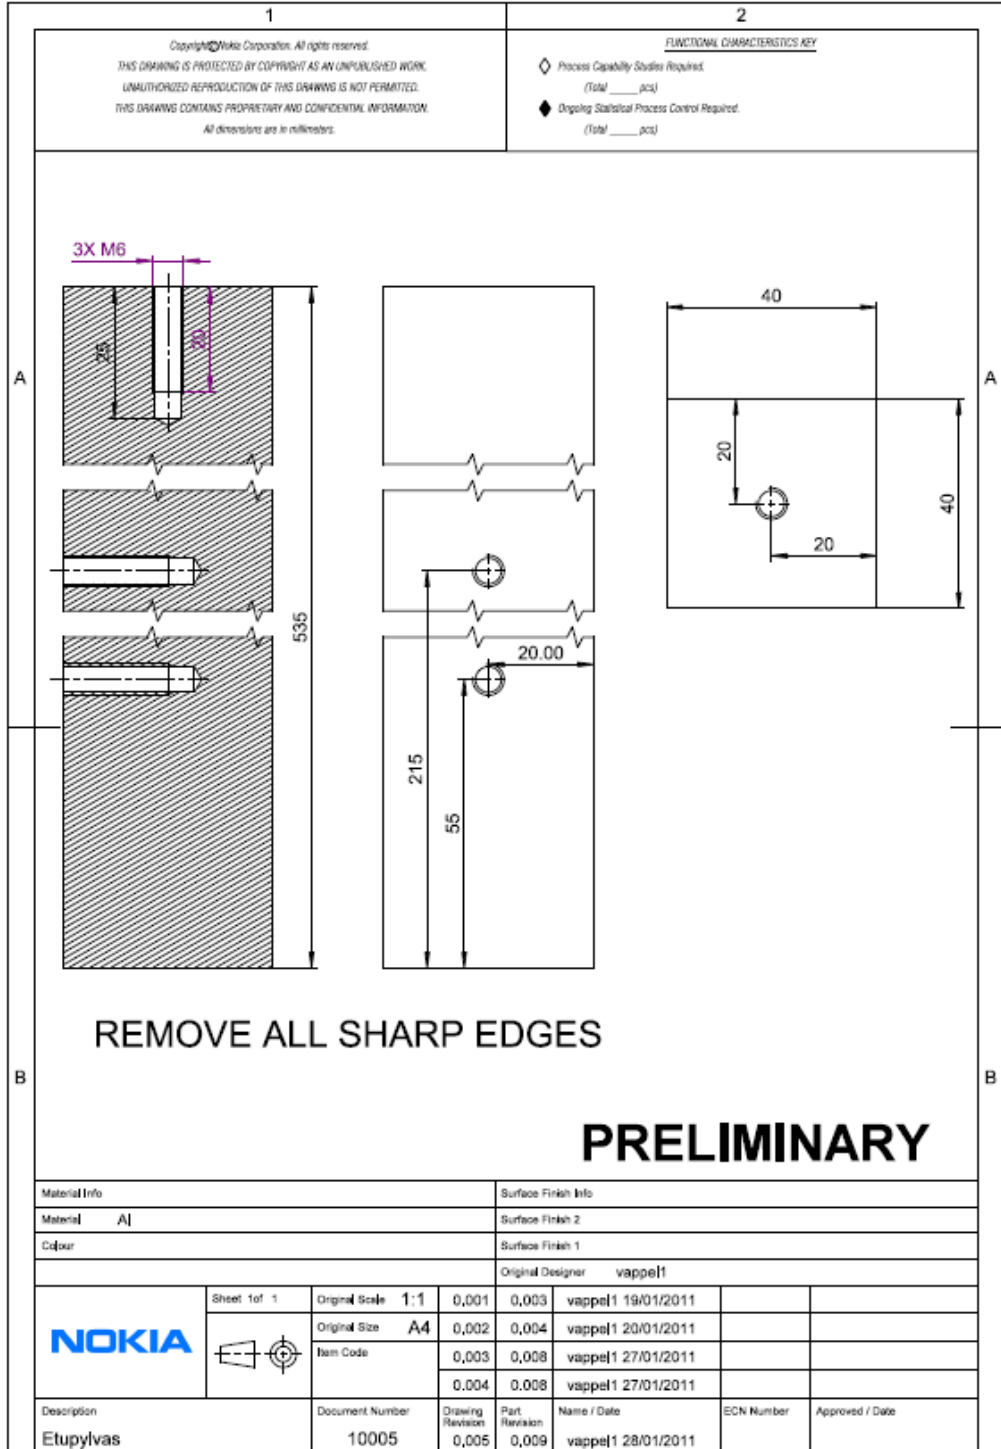 1
2
Copyright©Nokia Corporation. All rights reserved.
THIS DRAWING IS PROTECTED BY COPYRIGHT AS AN UNPUBLISHED WORK.
UNAUTHORIZED REPRODUCTION OF THIS DRAWING IS NOT PERMITTED.
THIS DRAWING CONTAINS PROPRIETARY AND CONFIDENTIAL INFORMATION.
All dimensions are in millimeters.
FUNCTIONAL CHARACTERISTICS KEY
Process Capability Studies Required.
(Total _____ pcs)
Ongoing Statistical Process Control Required.
(Total _____ pcs)
3X M6
25
20
535
A
A
40
20
20
40
20.00
215
55
REMOVE ALL SHARP EDGES
B
B
PRELIMINARY
Material Info
Surface Finish Info
Material Al
Surface Finish 2
Colour
Surface Finish 1
Original Designer vappel1
NOKIA
Sheet 1of 1
Original Scale 1:1
0,001 0,003 vappel1 19/01/2011
Original Size A4
0,002 0,004 vappel1 20/01/2011
Item Code
0,003 0,008 vappel1 27/01/2011
0.004 0.008 vappel1 27/01/2011
Description
Etupylvas
Document Number
10005
Drawing Revision
0,005
Part Revision
0,009
Name / Date
vappel1 28/01/2011
ECN Number
Approved / Date